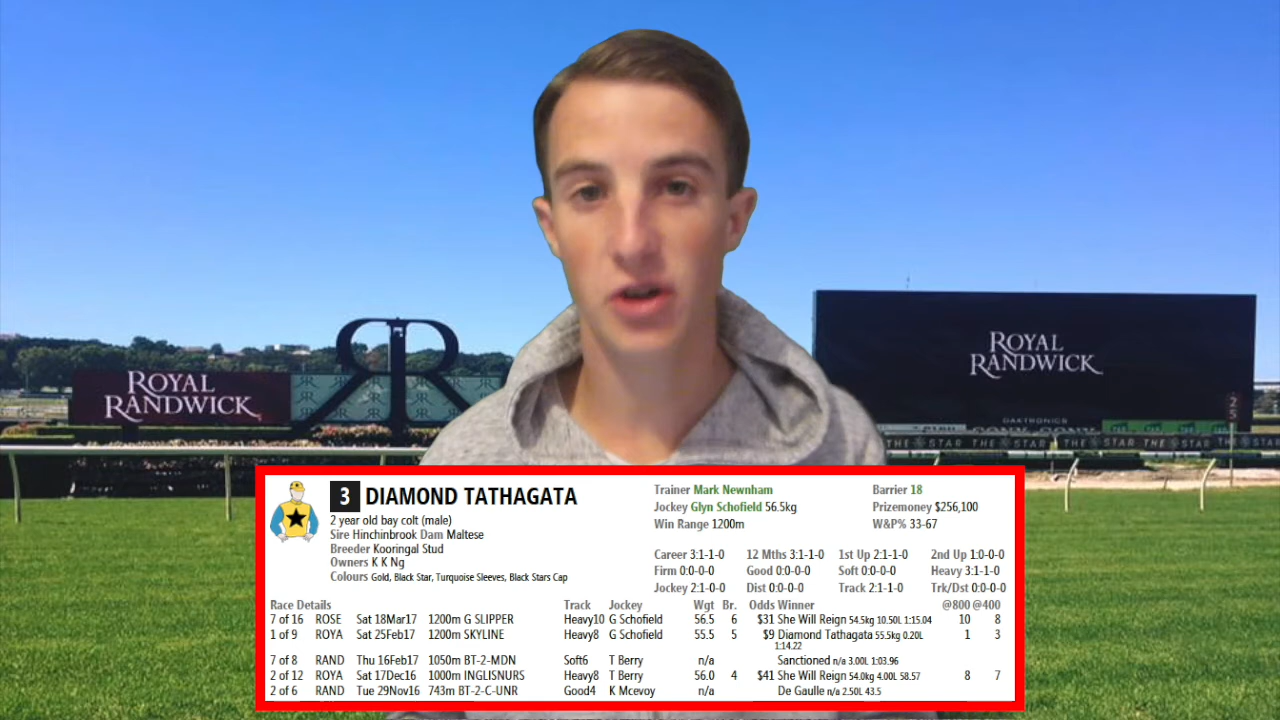 ROYAL
RANDWICK
ROYAL
RANDWICK
DAKTRONICS
THE STAR THE STAR THE STAR THE STAR
3 DIAMOND TATHAGATA
2 year old bay colt (male)
Sire Hinchinbrook Dam Maltese
Breeder Kooringal Stud
Owners K K Ng
Colours Gold, Black Star, Turquoise Sleeves, Black Stars Cap
Trainer Mark Newnham Barrier 18
Jockey Glyn Schofield 56.5kg Prizemoney $256,100
Win Range 1200m W&P% 33-67
Career 3:1-1-0 12 Mths 3:1-1-0 1st Up 2:1-1-0 2nd Up 1:0-0-0
Firm 0:0-0-0 Good 0:0-0-0 Soft 0:0-0-0 Heavy 3:1-1-0
Jockey 2:1-0-0 Dist 0:0-0-0 Track 2:1-1-0 Trk/Dst 0:0-0-0
Race Details Track Jockey Wgt Br. Odds Winner @800 @400
7 of 16 ROSE Sat 18Mar17 1200m G SLIPPER Heavy10 G Schofield 56.5 6 $31 She Will Reign 54.5kg 10.50L 1:15.04 10 8
1 of 9 ROYA Sat 25Feb17 1200m SKYLINE Heavy8 G Schofield 55.5 5 $9 Diamond Tathagata 55.5kg 0.20L 1 3
1:14.22
7 of 8 RAND Thu 16Feb17 1050m BT-2-MDN Soft6 T Berry n/a Sanctioned n/a 3.00L 1:03.96
2 of 12 ROYA Sat 17Dec16 1000m INGLISNURS Heavy8 T Berry 56.0 4 $41 She Will Reign 54.0kg 4.00L 58.57 8 7
2 of 6 RAND Tue 29Nov16 743m BT-2-C-UNR Good4 K Mcevoy n/a De Gaulle n/a 2.50L 43.5